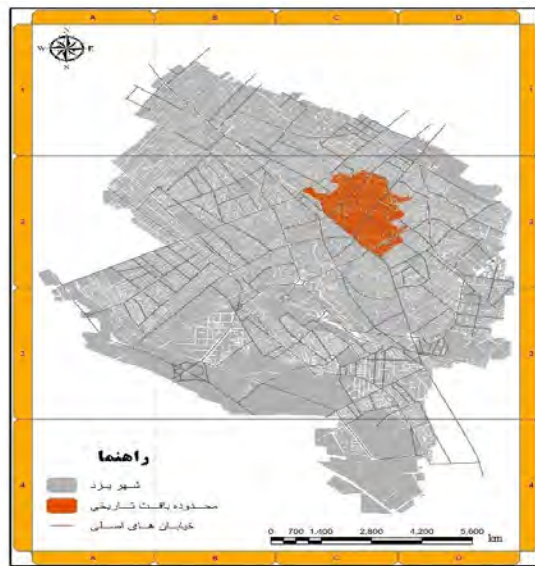 A B C D
N
W E
S
1 1
2 2
3 3
4 4
راهنما
شهر یزد
محدوده بافت تاریخی
خیابان های اصلی
0 700 1,400 2,800 4,200 5,600 km
A B C D